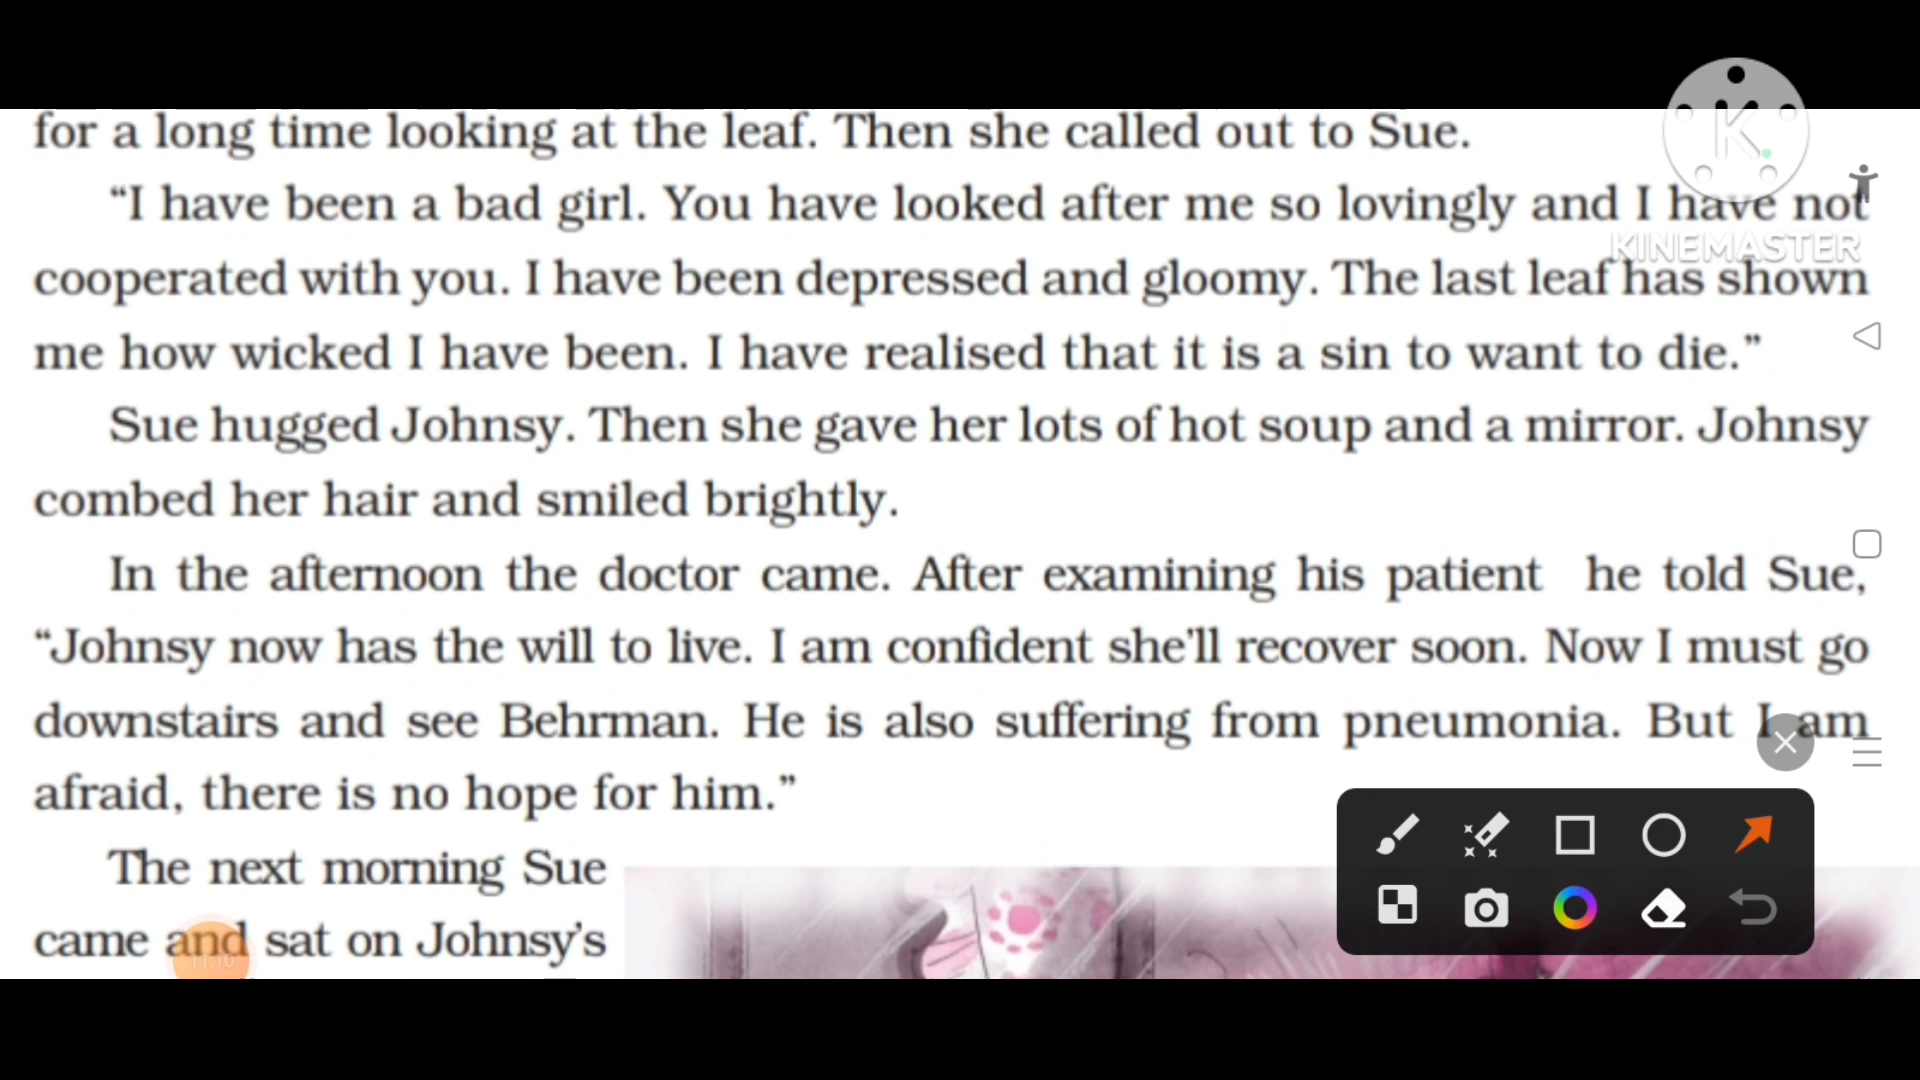 for a long time looking at the leaf. Then she called out to Sue.
“I have been a bad girl. You have looked after me so lovingly and I have not
KINEMASTER
cooperated with you. I have been depressed and gloomy. The last leaf has shown
me how wicked I have been. I have realised that it is a sin to want to die.”
Sue hugged Johnsy. Then she gave her lots of hot soup and a mirror. Johnsy
combed her hair and smiled brightly.
In the afternoon the doctor came. After examining his patient he told Sue,
“Johnsy now has the will to live. I am confident she’ll recover soon. Now I must go
downstairs and see Behrman. He is also suffering from pneumonia. But I am
afraid, there is no hope for him.”
The next morning Sue
came and sat on Johnsy’s